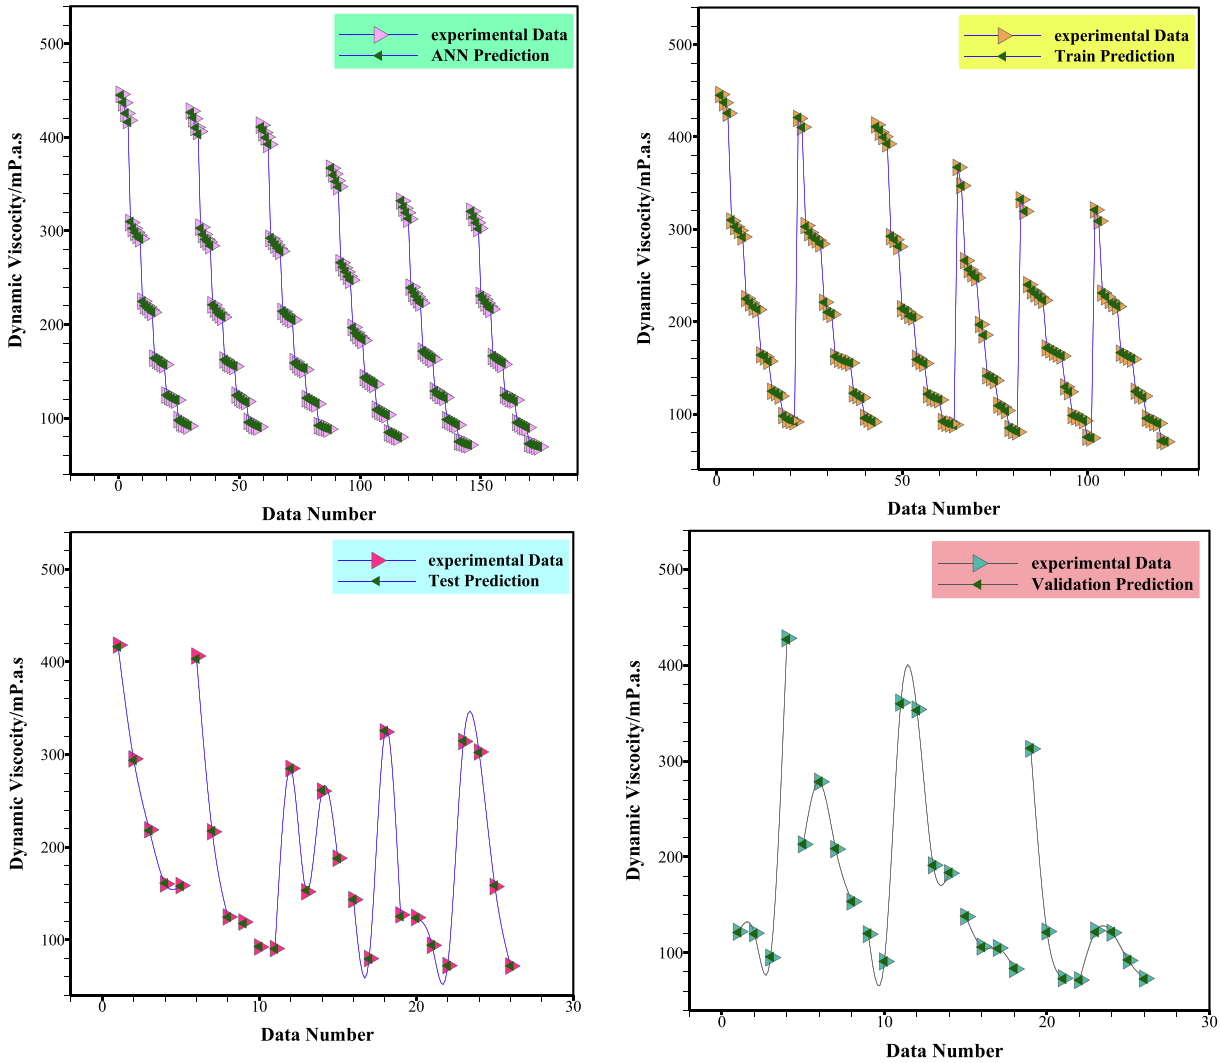 experimental Data
ANN Prediction
500
400
300
200
100
0
50
100
150
Dynamic Viscocity/mP.a.s
Data Number
experimental Data
Train Prediction
500
400
300
200
100
0
50
100
Dynamic Viscocity/mP.a.s
Data Number
experimental Data
Test Prediction
500
400
300
200
100
0
10
20
30
Dynamic Viscocity/mP.a.s
Data Number
experimental Data
Validation Prediction
500
400
300
200
100
0
10
20
30
Dynamic Viscocity/mP.a.s
Data Number